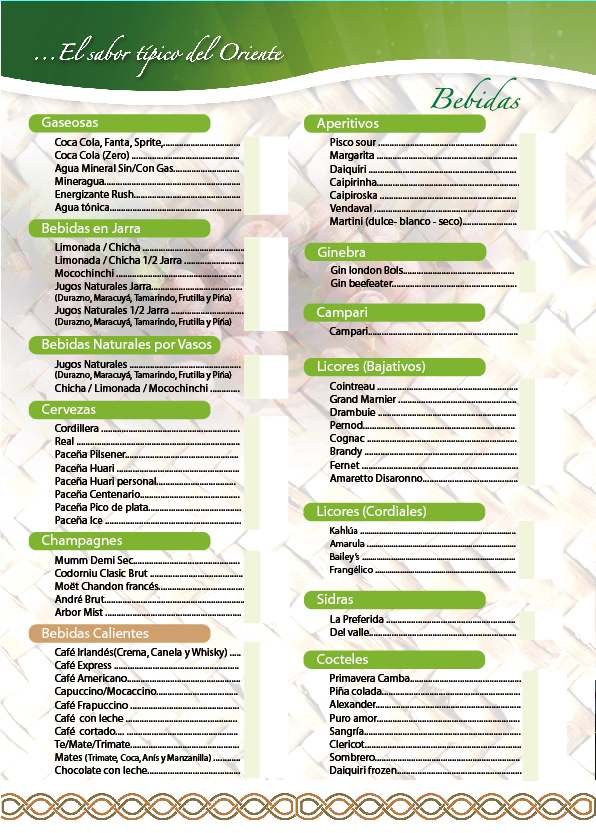 ...El sabor típico del Oriente
Bebidas
Gaseosas
Coca Cola, Fanta, Sprite,..............................
Coca Cola (Zero) ..........................................
Agua Mineral Sin/Con Gas..........................
Mineragua.....................................................
Energizante Rush..........................................
Agua tónica...................................................
Bebidas en Jarra
Limonada / Chicha ........................................
Limonada / Chicha 1/2 Jarra ........................
Mocochinchi .................................................
Jugos Naturales Jarra....................................
(Durazno, Maracuyá, Tamarindo, Frutilla y Piña)
Jugos Naturales 1/2 Jarra .............................
(Durazno, Maracuyá, Tamarindo, Frutilla y Piña)
Bebidas Naturales por Vasos
Jugos Naturales ............................................
(Durazno, Maracuyá, Tamarindo, Frutilla y Piña)
Chicha / Limonada / Mocochinchi ............
Cervezas
Cordillera ......................................................
Real ................................................................
Paceña Pilsener............................................
Paceña Huari ................................................
Paceña Huari personal...............................
Paceña Centenario.......................................
Paceña Pico de plata....................................
Paceña Ice .....................................................
Champagnes
Mumm Demi Sec..........................................
Codorniu Clasic Brut ....................................
Moët Chandon francés.................................
André Brut.....................................................
Arbor Mist .....................................................
Bebidas Calientes
Café Irlandés(Crema, Canela y Whisky) .....
Café Express .................................................
Café Americano............................................
Capuccino/Mocaccino................................
Café Frapuccino ...........................................
Café con leche ............................................
Café cortado.... ...........................................
Te/Mate/Trimate..........................................
Mates (Trimate, Coca, Anís y Manzanilla) ...........
Chocolate con leche....................................
Aperitivos
Pisco sour ......................................................
Margarita .......................................................
Daiquiri ..........................................................
Caipirinha.......................................................
Caipiroska .....................................................
Vendaval ........................................................
Martini (dulce- blanco - seco).....................
Ginebra
Gin london Bols...........................................
Gin beefeater................................................
Campari
Campari..........................................................
Licores (Bajativos)
Cointreau .......................................................
Grand Marnier ..............................................
Drambuie ......................................................
Pernod............................................................
Cognac ...........................................................
Brandy ............................................................
Fernet .............................................................
Amaretto Disaronno.....................................
Licores (Cordiales)
Kahlúa .............................................................
Amarula ..........................................................
Bailey's ............................................................
Frangélico .......................................................
Sidras
La Preferida ...................................................
Del valle.........................................................
Cocteles
Primavera Camba...........................................
Piña colada......................................................
Alexander........................................................
Puro amor.......................................................
Sangría.............................................................
Clericot.............................................................
Sombrero.........................................................
Daiquiri frozen................................................